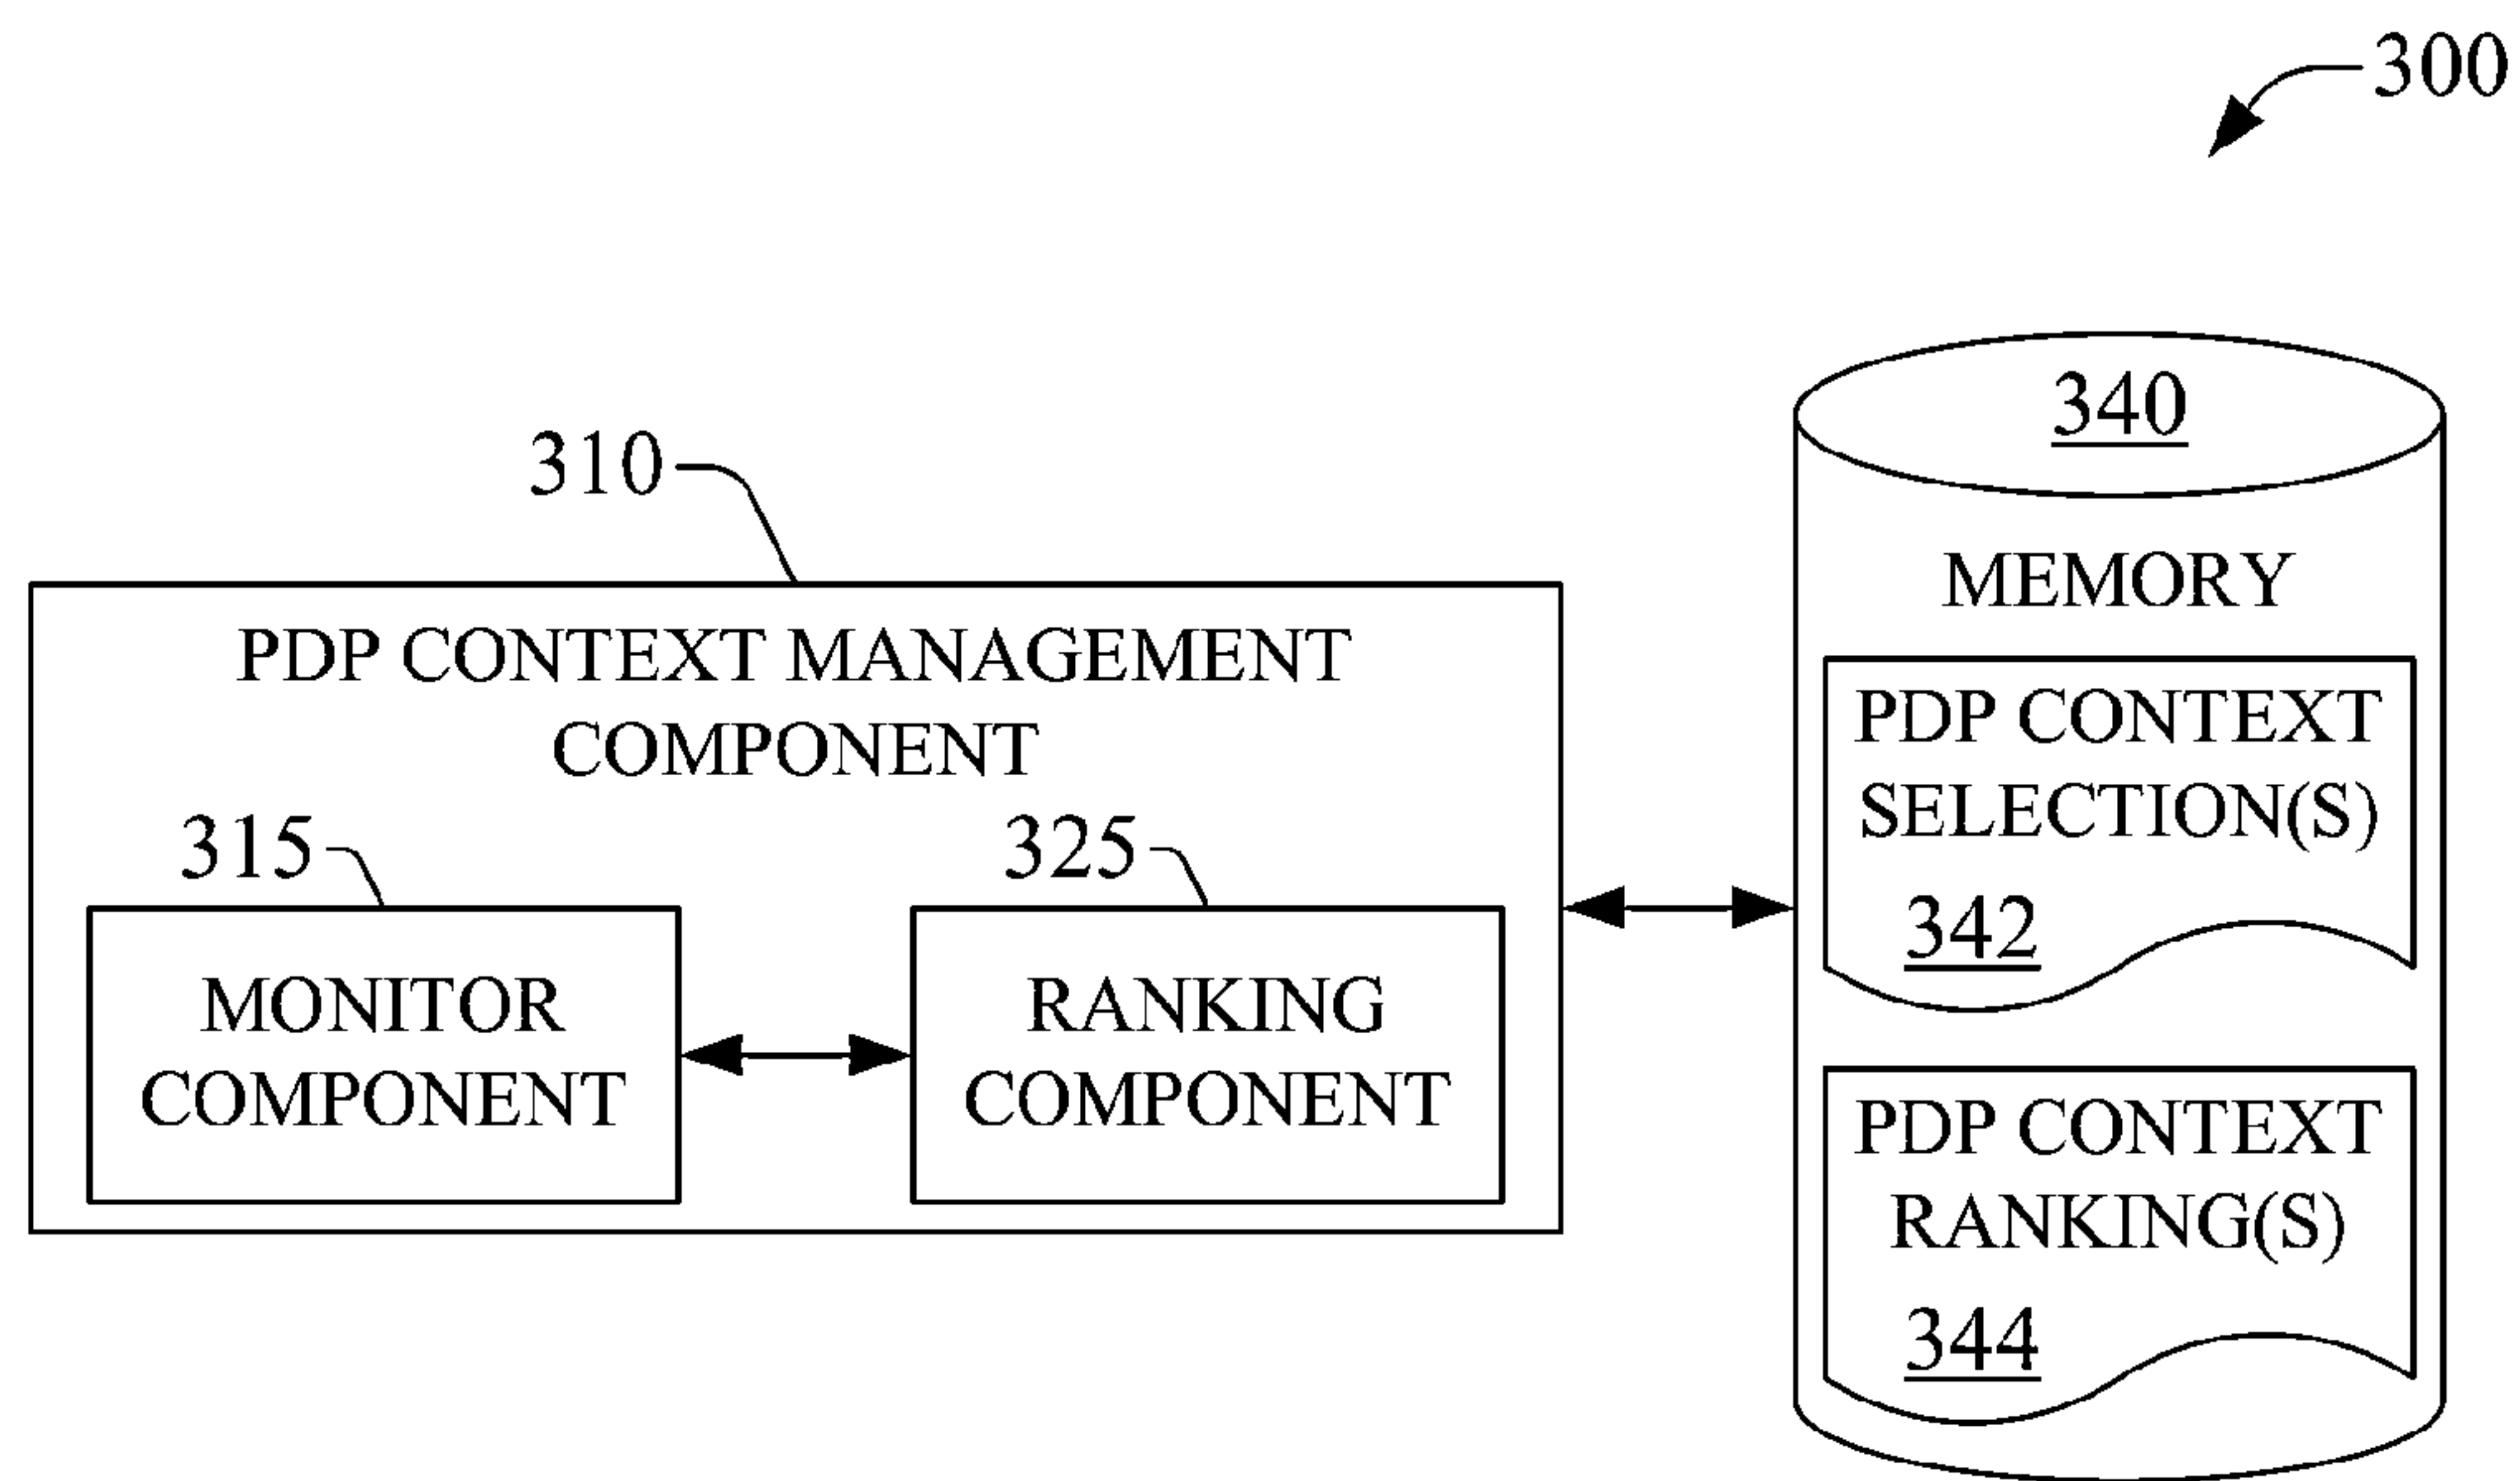 300
340
310
MEMORY
PDP CONTEXT MANAGEMENT
COMPONENT
315
325
MONITOR
COMPONENT
RANKING
COMPONENT
PDP CONTEXT
SELECTION(S)
342
PDP CONTEXT
RANKING(S)
344